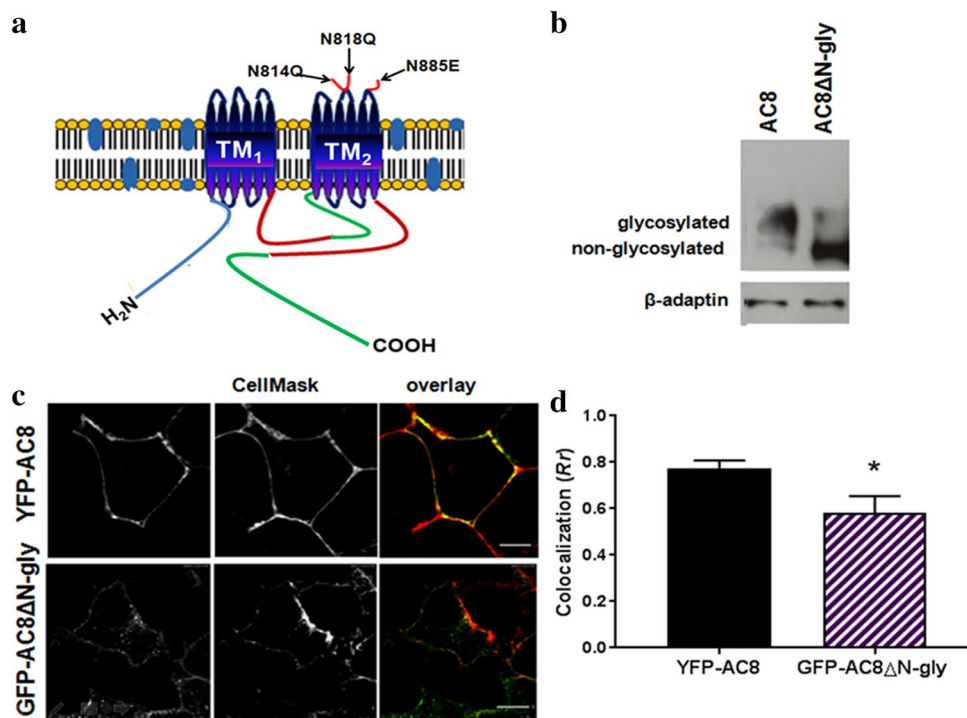 a
N818Q
N814Q
N885E
TM1
TM2
H2N
COOH
b
AC8
AC8ΔN-gly
glycosylated
non-glycosylated
β-adaptin
c
CellMask
overlay
YFP-AC8
GFP-AC8ΔN-gly
d
Colocalization (Rr)
1.0
0.8
0.6
0.4
0.2
0.0
*
YFP-AC8
GFP-AC8△N-gly